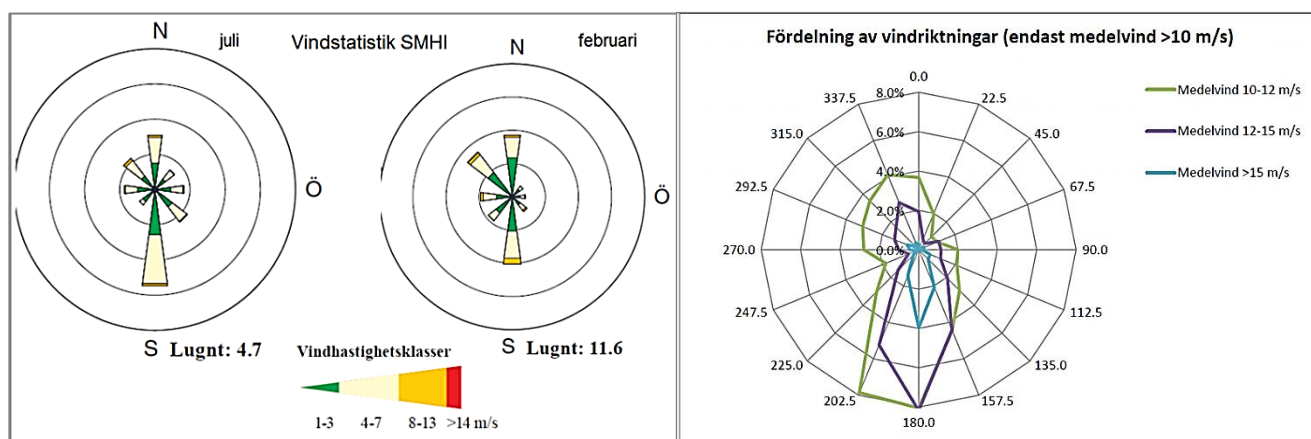 N
juli
Vindstatistik SMHI
N
februari
Ö
Ö
S Lugnt: 4.7
S Lugnt: 11.6
Vindhastighetsklasser
1-3 4-7 8-13 >14 m/s
Fördelning av vindriktningar (endast medelvind >10 m/s)
0.0
8.0%
337.5
22.5
6.0%
315.0
45.0
4.0%
292.5
67.5
2.0%
270.0
0.0%
90.0
247.5
112.5
225.0
135.0
202.5
157.5
180.0
Medelvind 10-12 m/s
Medelvind 12-15 m/s
Medelvind >15 m/s